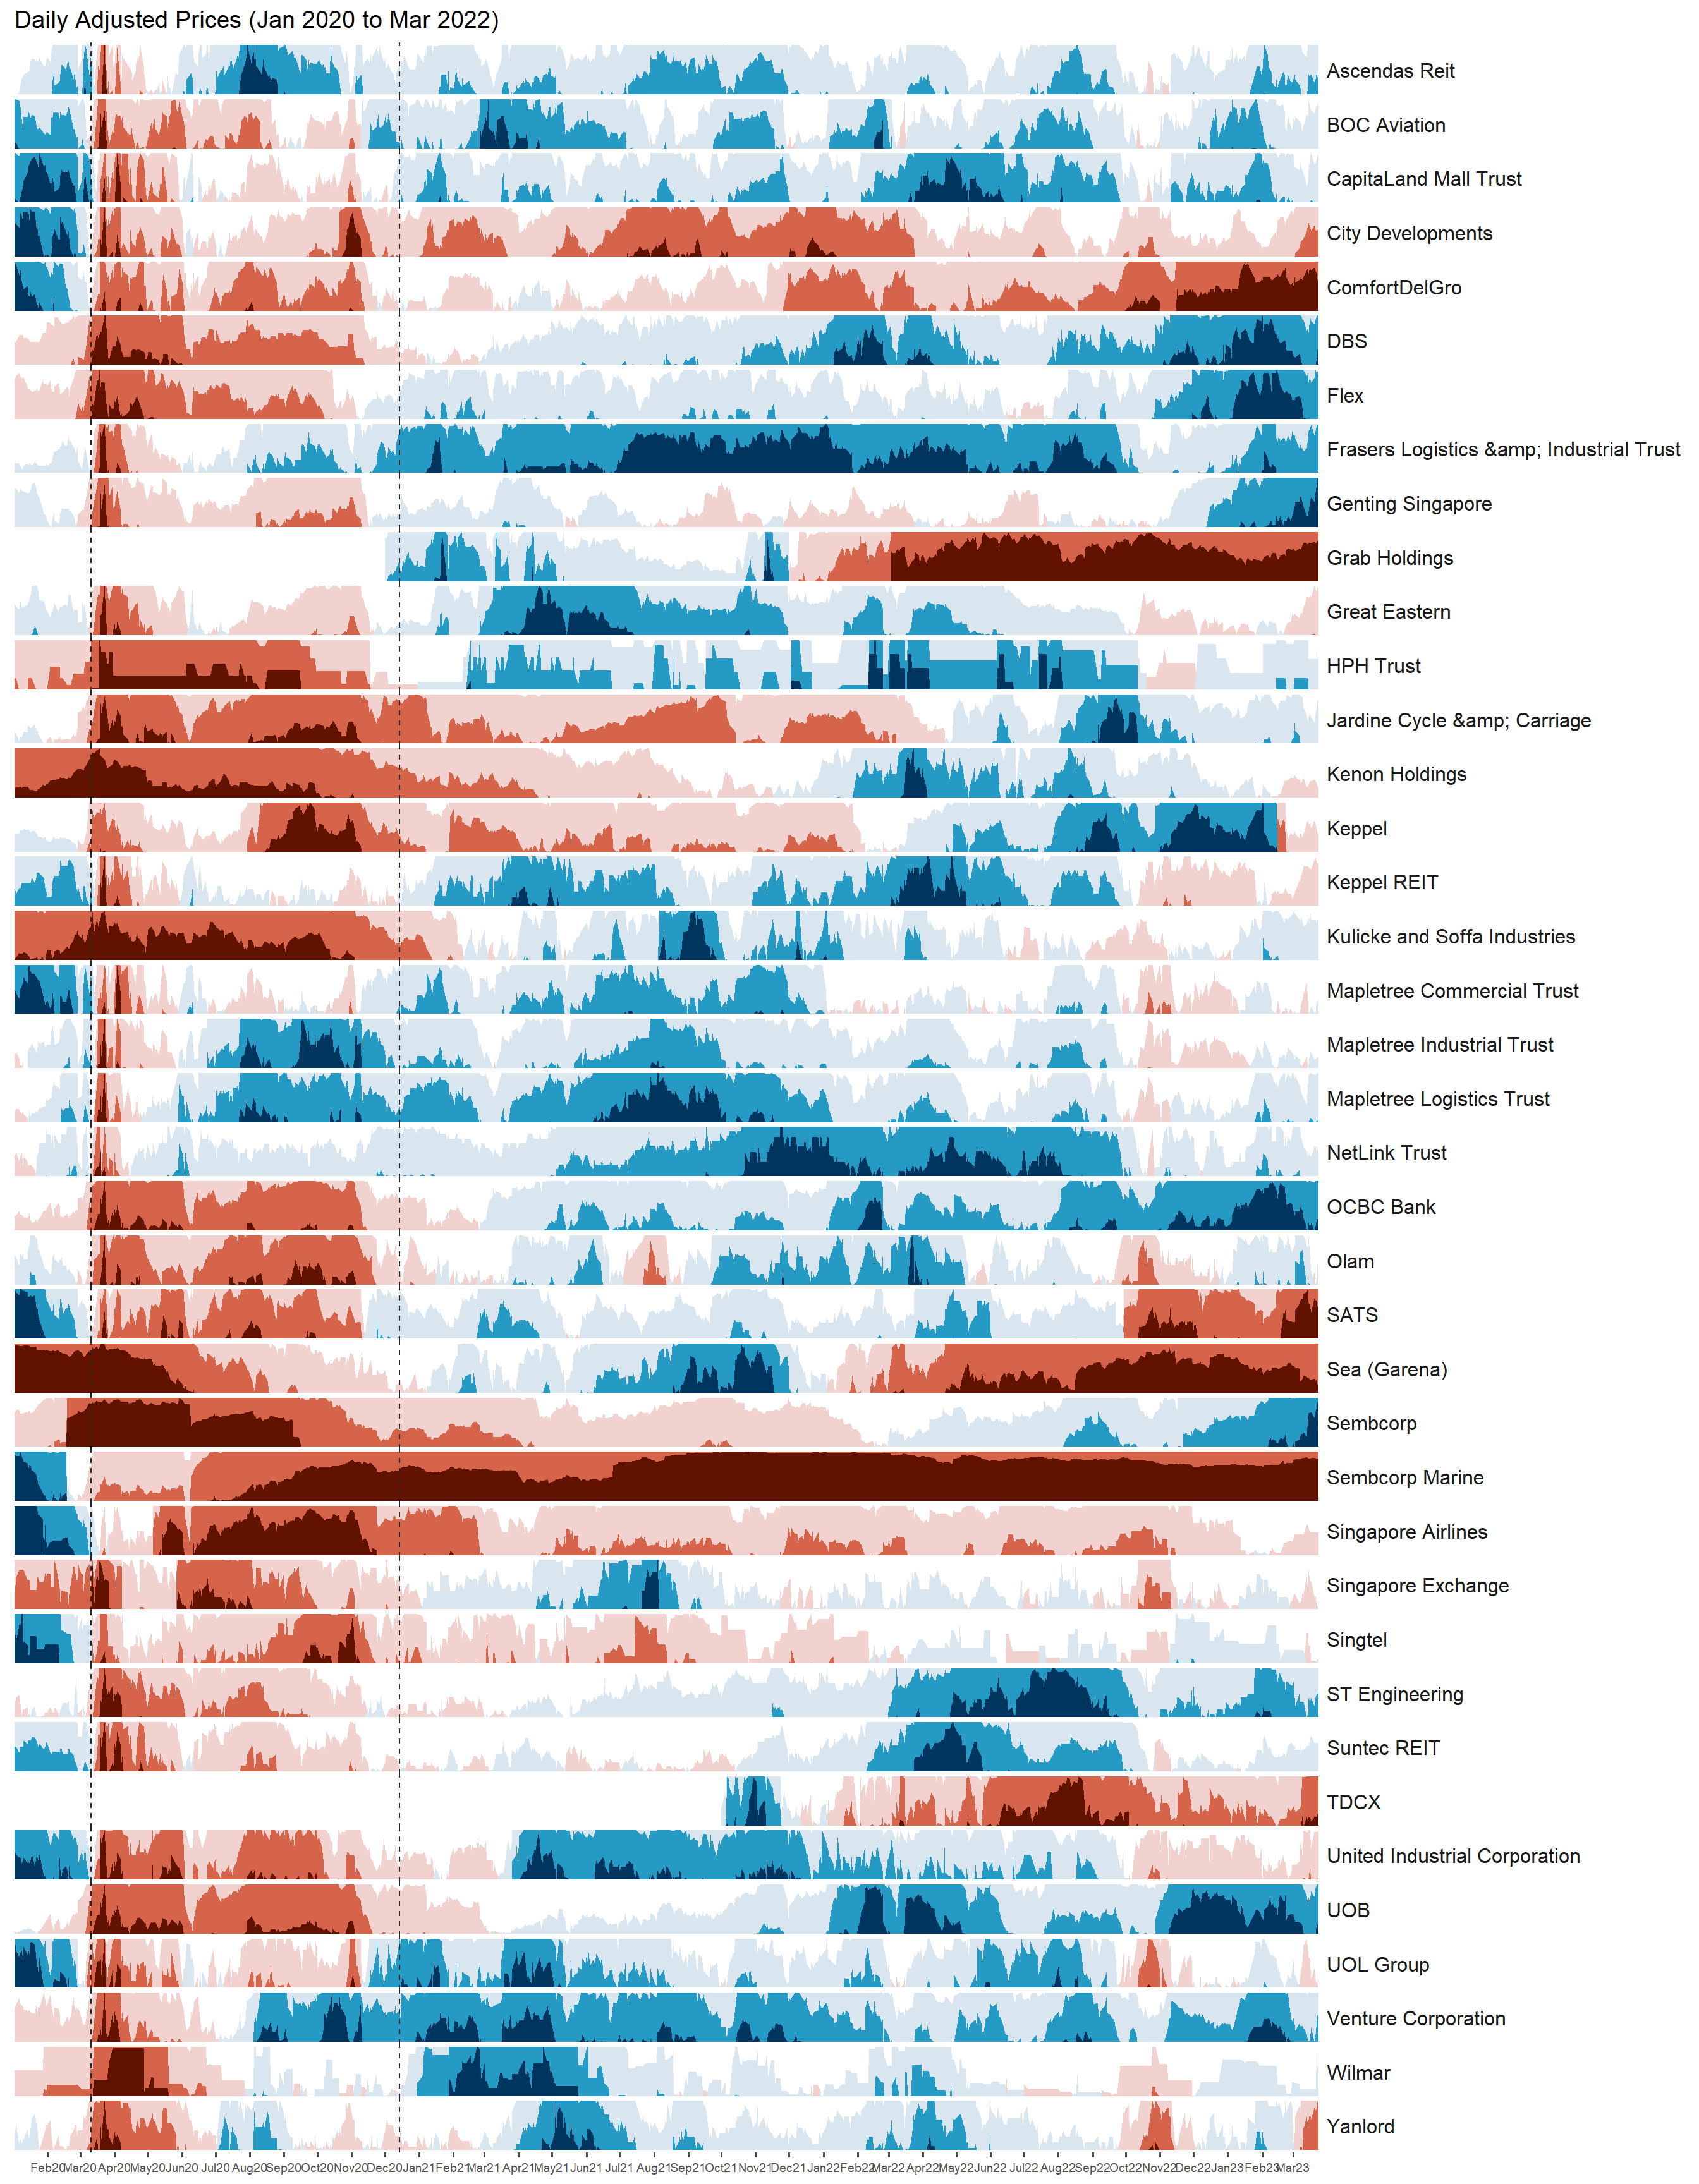 Daily Adjusted Prices (Jan 2020 to Mar 2022)
Ascendas Reit
BOC Aviation
CapitaLand Mall Trust
City Developments
ComfortDelGro
DBS
Flex
Frasers Logistics &amp; Industrial Trust
Genting Singapore
Grab Holdings
Great Eastern
HPH Trust
Jardine Cycle &amp; Carriage
Kenon Holdings
Keppel
Keppel REIT
Kulicke and Soffa Industries
Mapletree Commercial Trust
Mapletree Industrial Trust
Mapletree Logistics Trust
NetLink Trust
OCBC Bank
Olam
SATS
Sea (Garena)
Sembcorp
Sembcorp Marine
Singapore Airlines
Singapore Exchange
Singtel
ST Engineering
Suntec REIT
TDCX
United Industrial Corporation
UOB
UOL Group
Venture Corporation
Wilmar
Yanlord
Feb20 Mar20 Apr20 May20 Jun20 Jul20 Aug20 Sep20 Oct20 Nov20 Dec20 Jan21 Feb21 Mar21 Apr21 May21 Jun21 Jul21 Aug21 Sep21 Oct21 Nov21 Dec21 Jan22 Feb22 Mar22 Apr22 May22 Jun22 Jul22 Aug22 Sep22 Oct22 Nov22 Dec22 Jan23 Feb23 Mar23